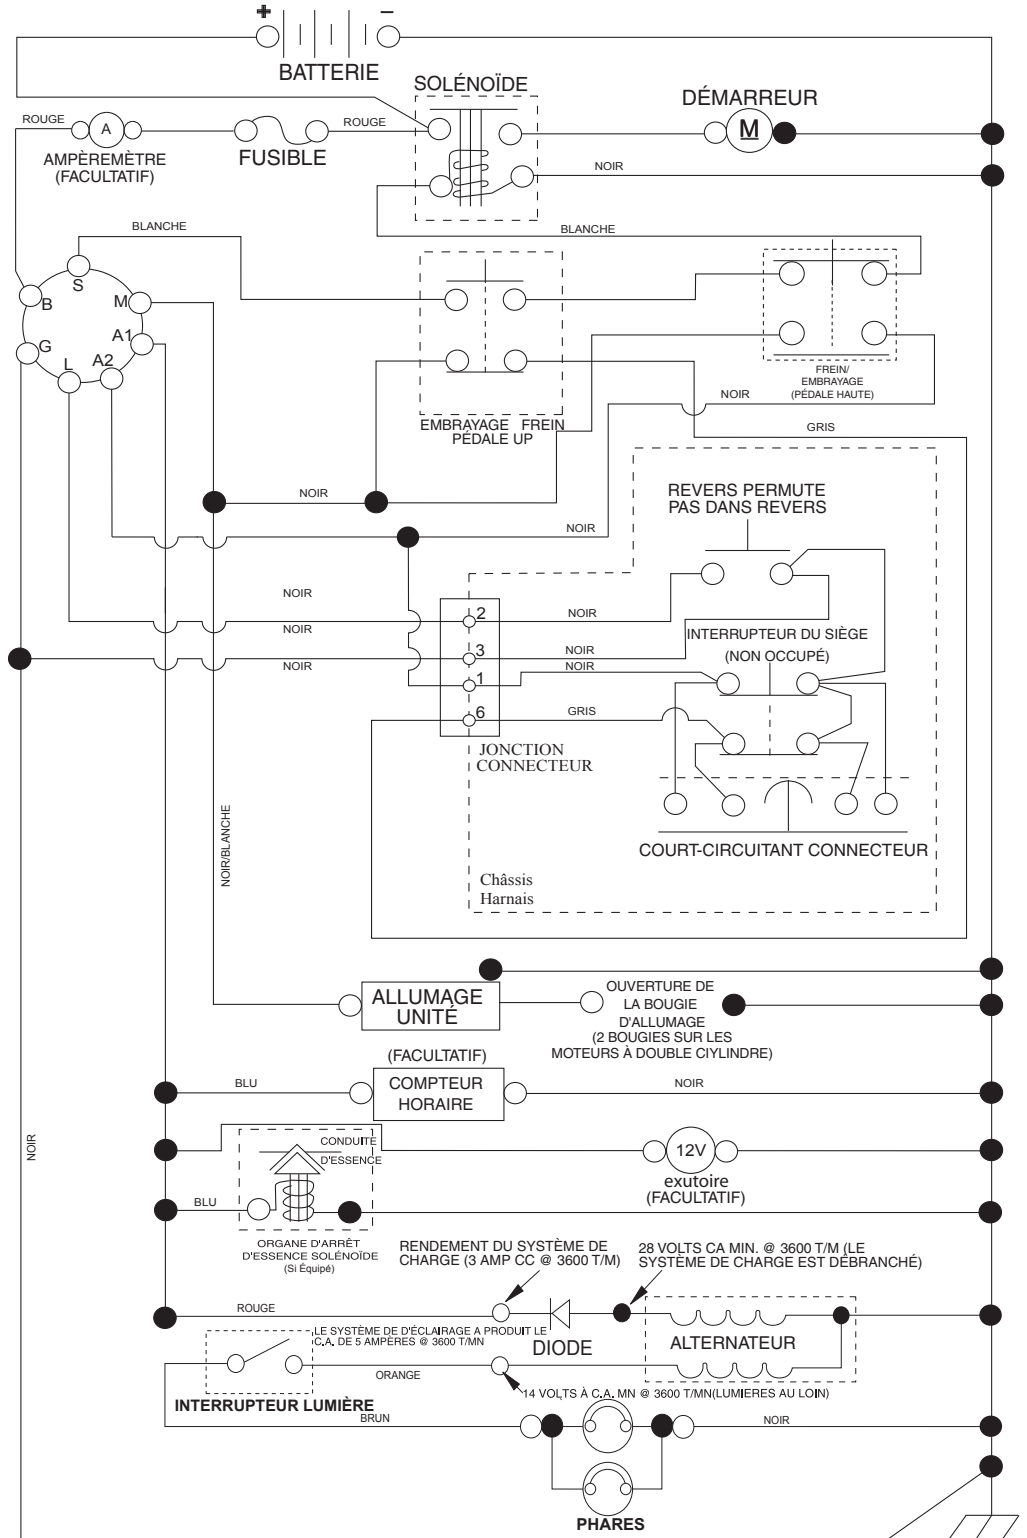 + −
BATTERIE
SOLÉNOÏDE
DÉMARREUR
ROUGE
A
ROUGE
M
AMPÈREMÈTRE
(FACULTATIF)
FUSIBLE
NOIR
BLANCHE
BLANCHE
S
B
M
A1
G
A2
L
FREIN/
EMBRAYAGE
(PÉDALE HAUTE)
NOIR
EMBRAYAGE FREIN
PÉDALE UP
GRIS
NOIR
REVERS PERMUTE
PAS DANS REVERS
NOIR
NOIR
2
NOIR
NOIR
INTERRUPTEUR DU SIÈGE
(NON OCCUPÉ)
3
NOIR
NOIR
NOIR
1
6
GRIS
JONCTION
CONNECTEUR
NOIR/BLANCHE
COURT-CIRCUITANT CONNECTEUR
Châssis
Harnais
ALLUMAGE
UNITÉ
OUVERTURE DE
LA BOUGIE
D'ALLUMAGE
(2 BOUGIES SUR LES
MOTEURS À DOUBLE CIYLINDRE)
(FACULTATIF)
BLU
COMPTEUR
HORAIRE
NOIR
NOIR
CONDUITE
D'ESSENCE
12V
exutoire
(FACULTATIF)
BLU
ORGANE D'ARRÊT
D'ESSENCE SOLÉNOÏDE
(Si Équipé)
RENDEMENT DU SYSTÈME DE
CHARGE (3 AMP CC @ 3600 T/M)
28 VOLTS CA MIN. @ 3600 T/M (LE
SYSTÈME DE CHARGE EST DÉBRANCHÉ)
ROUGE
LE SYSTÈME DE D'ÉCLAIRAGE A PRODUIT LE
C.A. DE 5 AMPÈRES @ 3600 T/MN
DIODE
ALTERNATEUR
ORANGE
14 VOLTS À C.A. MN @ 3600 T/MN(LUMIERES AU LOIN)
INTERRUPTEUR LUMIÈRE
BRUN
NOIR
PHARES